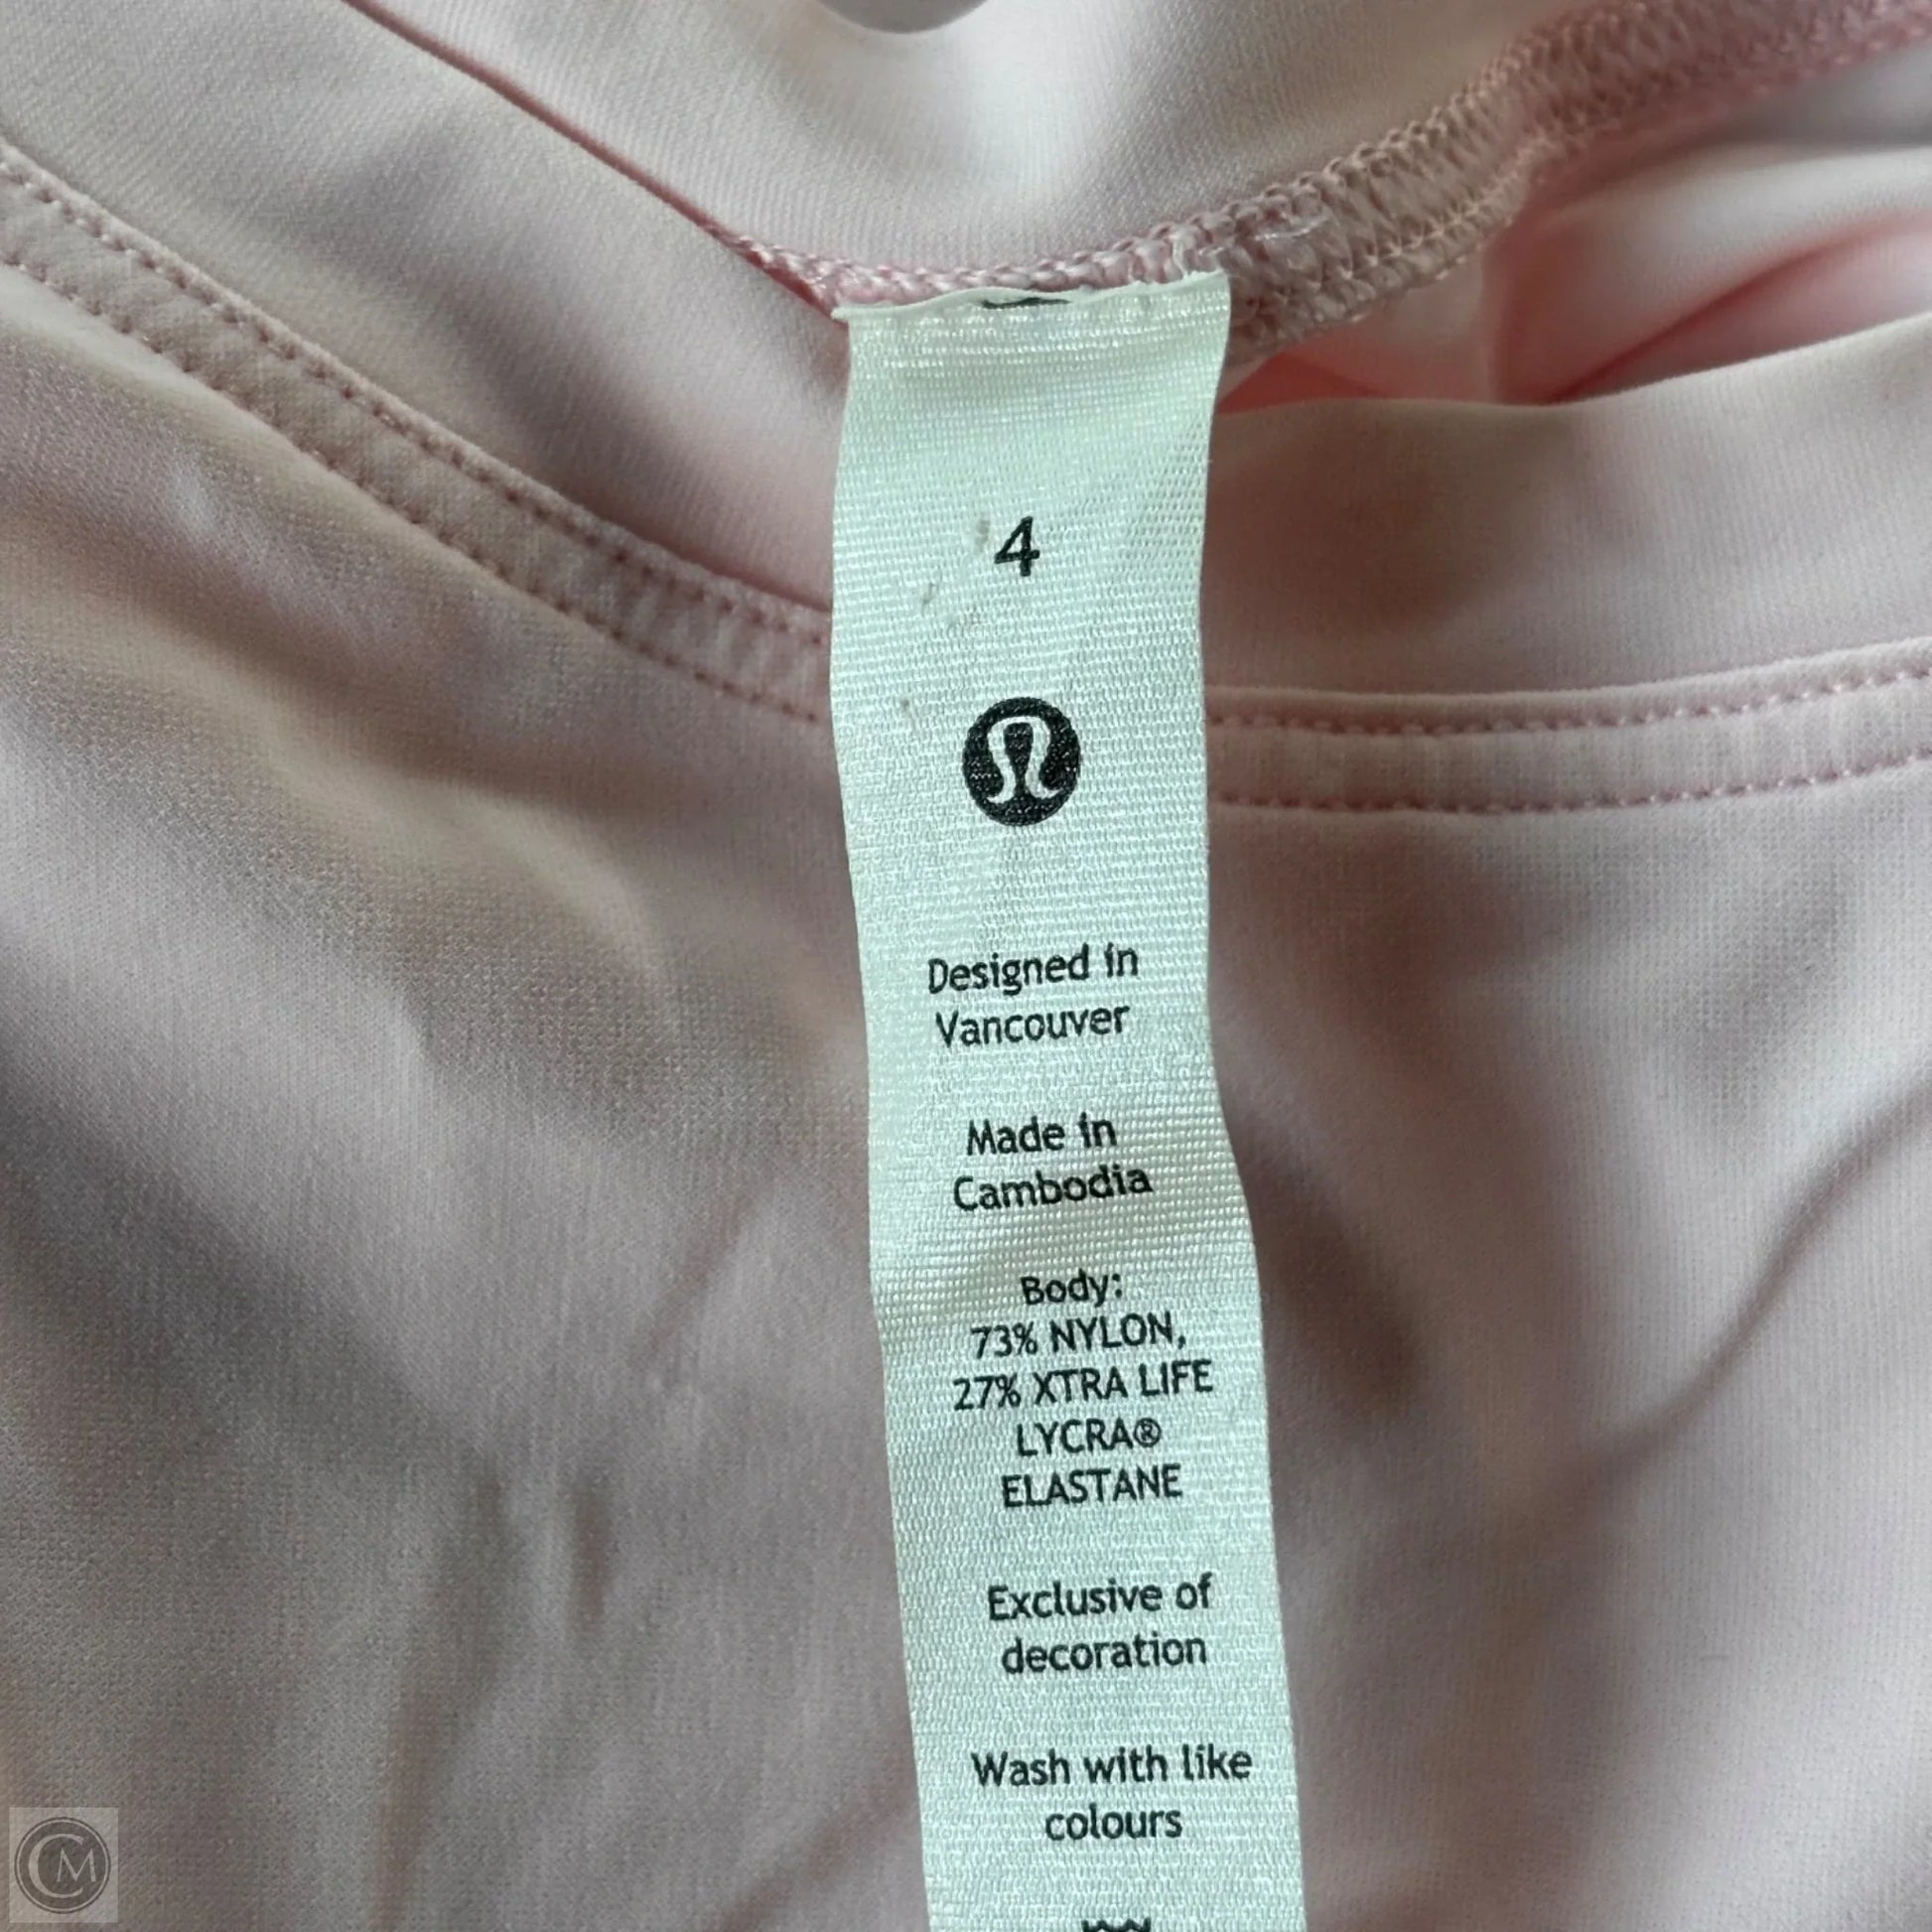 4
Designed in
Vancouver
Made in
Cambodia
Body:
73% NYLON,
27% XTRA LIFE
LYCRA®
ELASTANE
Exclusive of
decoration
Wash with like
colours
CM